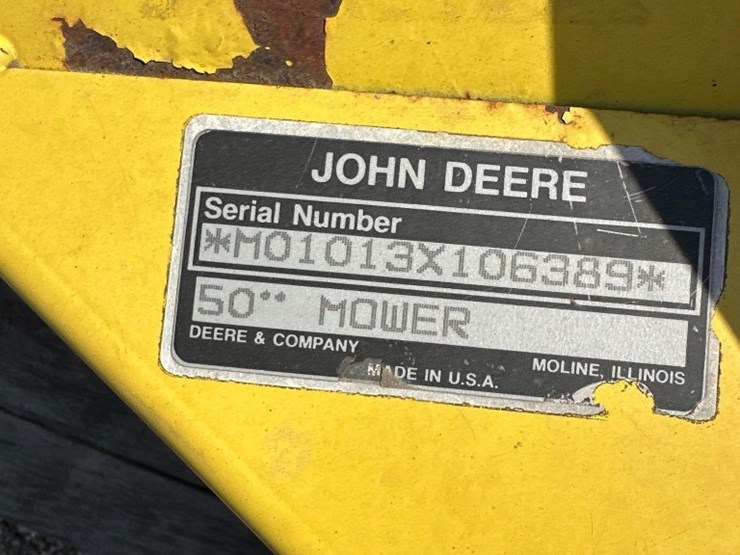 JOHN DEERE
Serial Number
*M01013X106389*
50" MOWER
DEERE & COMPANY
MADE IN U.S.A.
MOLINE, ILLINOIS